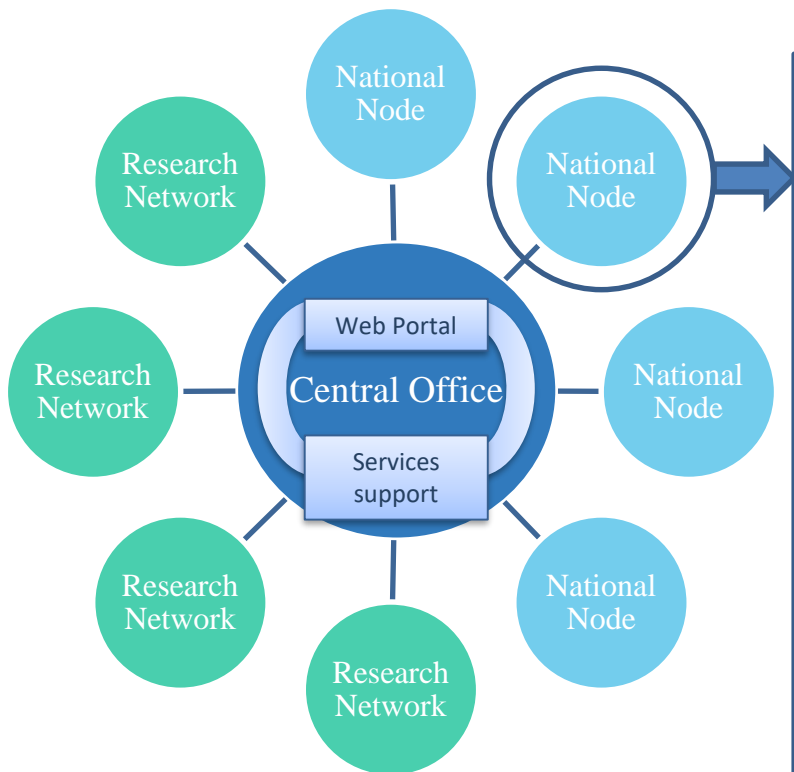 National
Node
National
Node
Research
Network
Web Portal
Central Office
Research
Network
National
Node
Services
support
Research
Network
National
Node
Research
Network